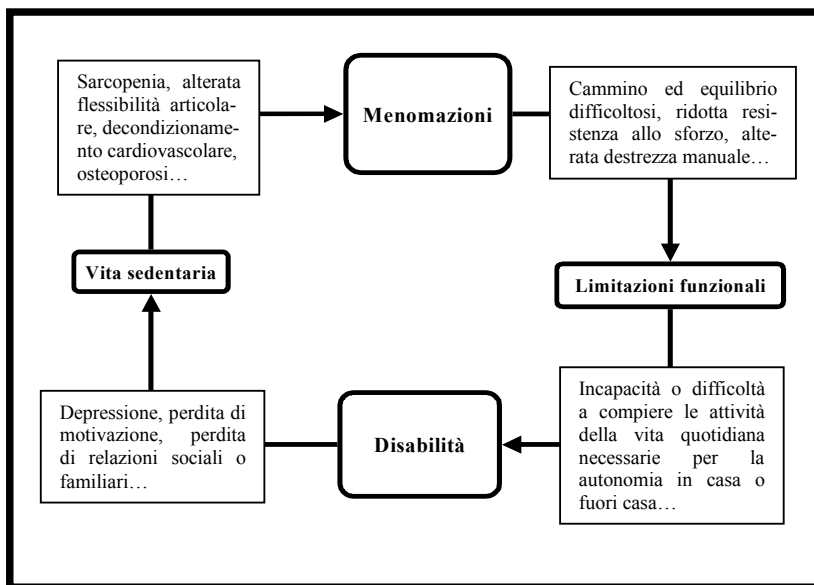 Sarcopenia, alterata
flessibilità articola-
re, decondizioname-
nto cardiovascolare,
osteoporosi…
Menomazioni
Cammino ed equilibrio
difficoltosi, ridotta resi-
stenza allo sforzo, alte-
rata destrezza manuale…
Vita sedentaria
Limitazioni funzionali
Depressione, perdita di
motivazione, perdita
di relazioni sociali o
familiari…
Disabilità
Incapacità o difficoltà
a compiere le attività
della vita quotidiana
necessarie per la
autonomia in casa o
fuori casa…